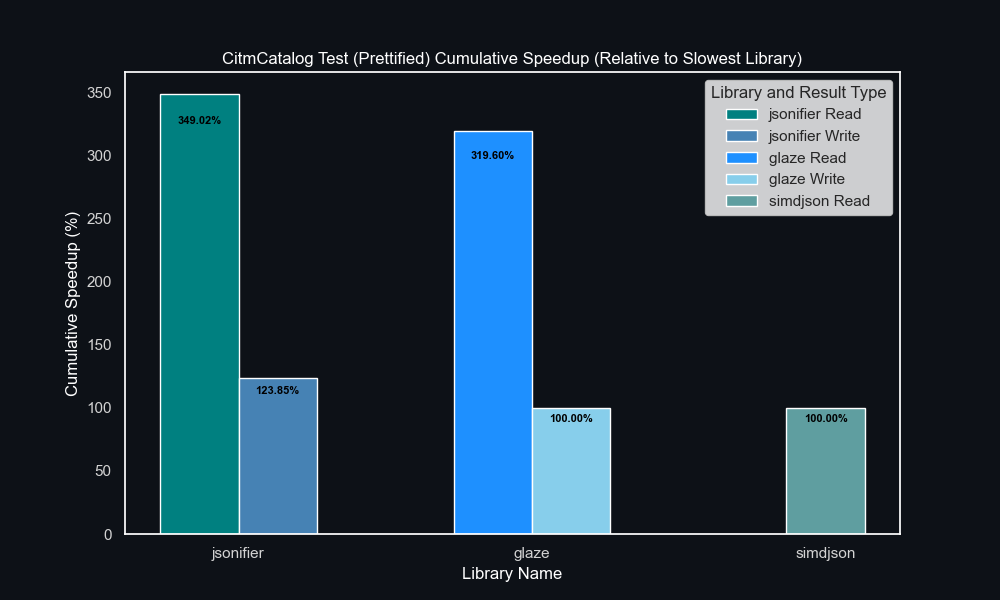 CitmCatalog Test (Prettified) Cumulative Speedup (Relative to Slowest Library)
Library and Result Type
jsonifier Read
jsonifier Write
glaze Read
glaze Write
simdjson Read
349.02%
123.85%
319.60%
100.00%
100.00%
Cumulative Speedup (%)
350
300
250
200
150
100
50
0
jsonifier
glaze
simdjson
Library Name